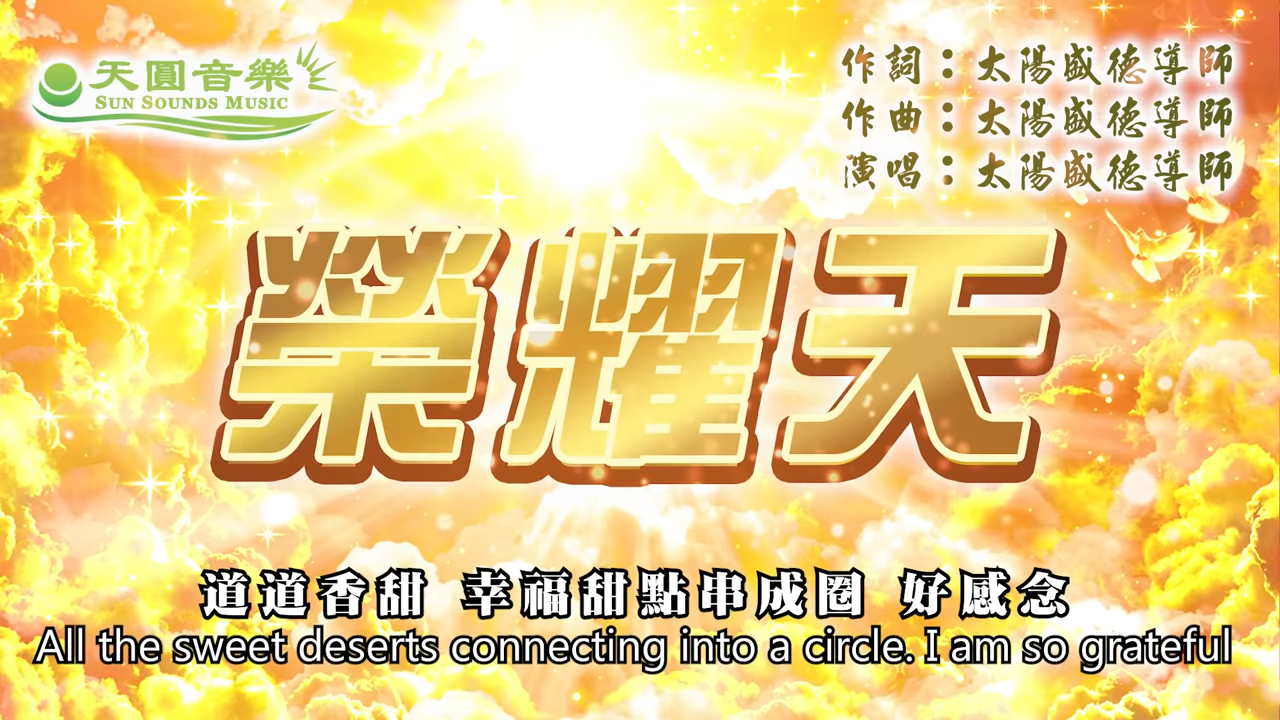 天圓音樂
SUN SOUNDS MUSIC
作詞：太陽盛德導師
作曲：太陽盛德導師
演唱：太陽盛德導師
榮耀天
道道香甜 幸福甜點串成圈 好感念
All the sweet deserts connecting into a circle. I am so grateful